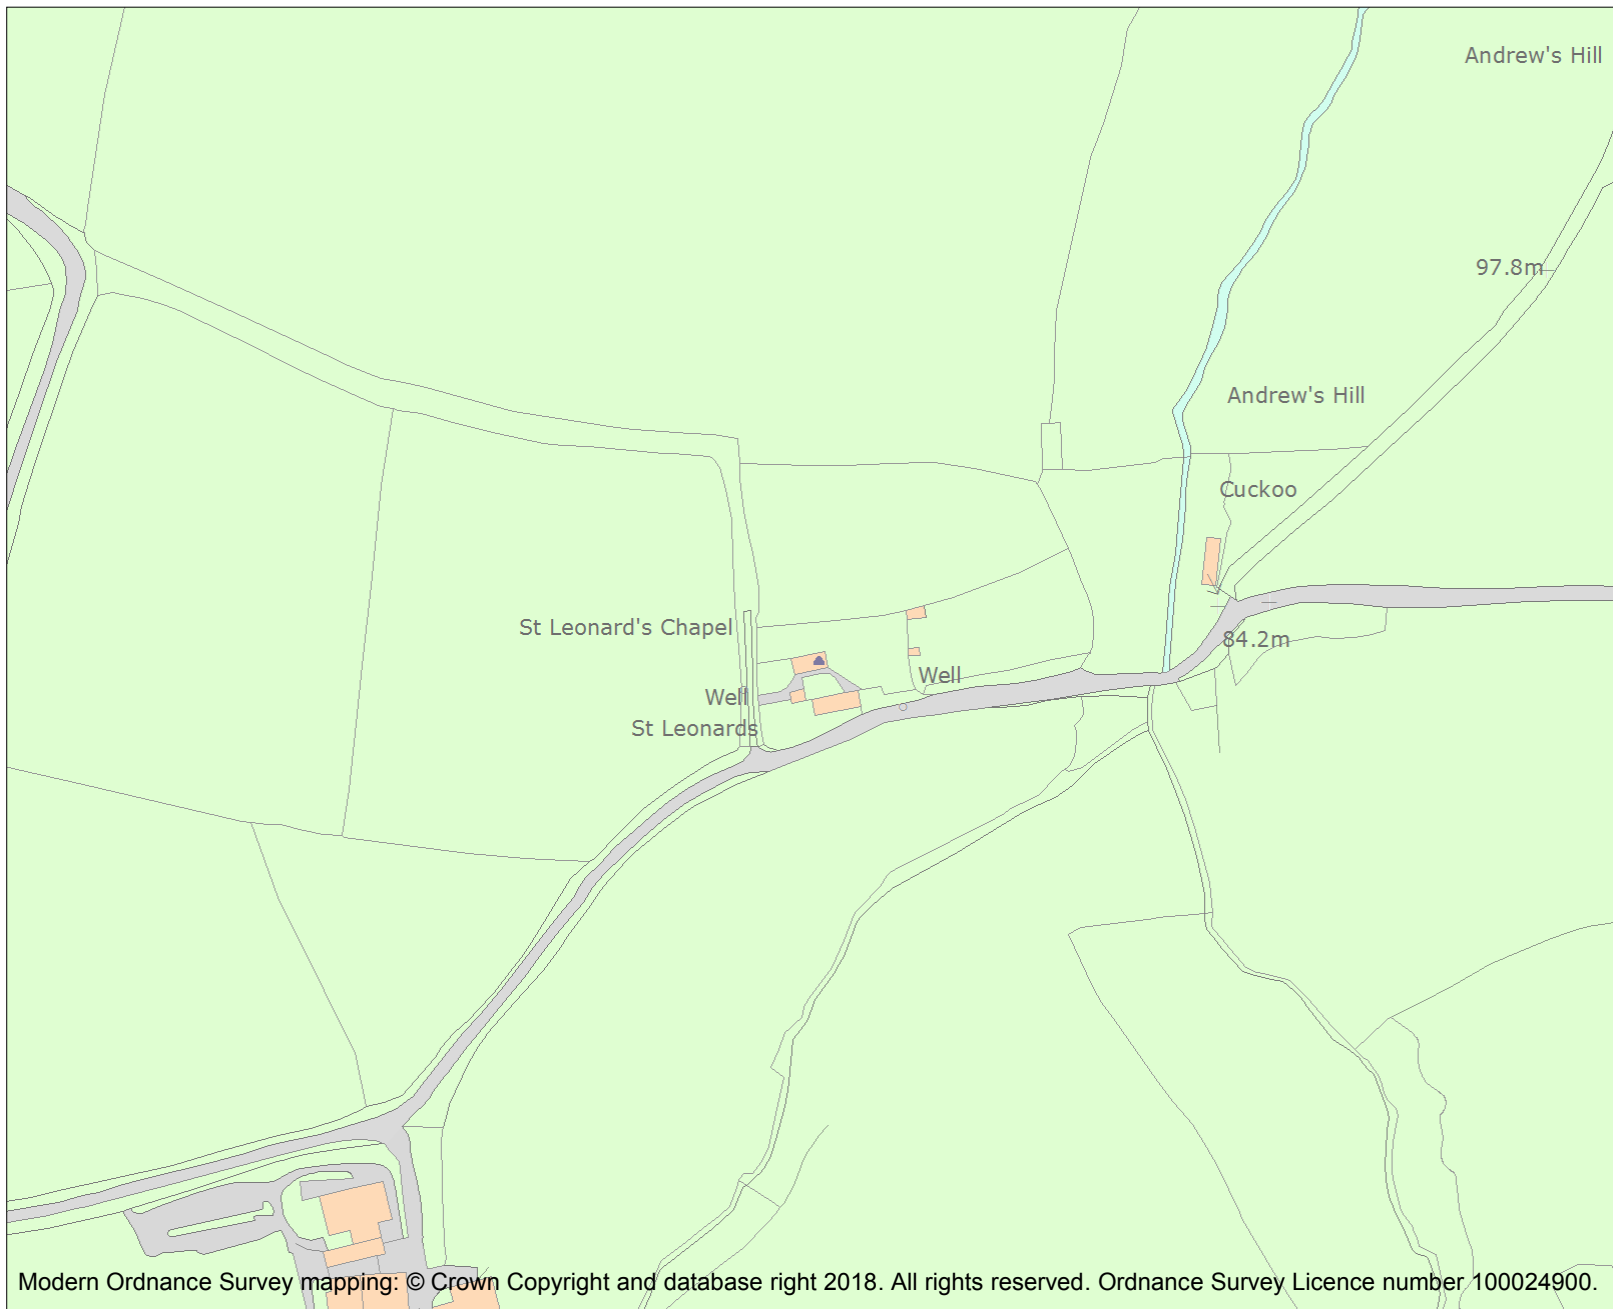 Andrew's Hill
97.8m
Andrew's Hill
Cuckoo
St Leonard's Chapel
84.2m
Well
Well
St Leonards
Modern Ordnance Survey mapping: © Crown Copyright and database right 2018. All rights reserved. Ordnance Survey Licence number 100024900.